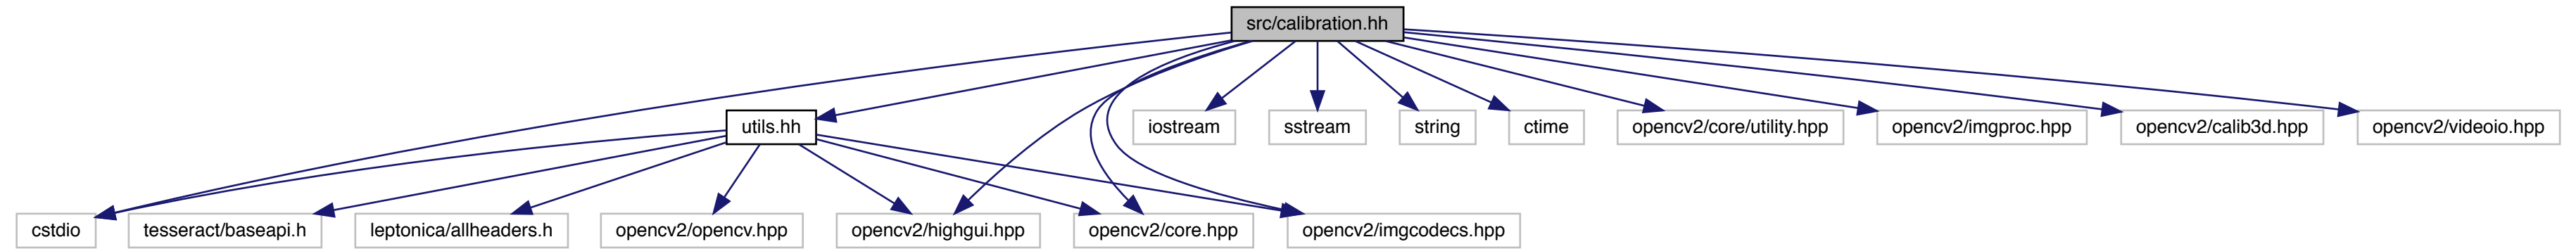 src/calibration.hh
utils.hh
iostream
sstream
string
ctime
opencv2/core/utility.hpp
opencv2/imgproc.hpp
opencv2/calib3d.hpp
opencv2/videoio.hpp
cstdio
tesseract/baseapi.h
leptonica/allheaders.h
opencv2/opencv.hpp
opencv2/highgui.hpp
opencv2/core.hpp
opencv2/imgcodecs.hpp